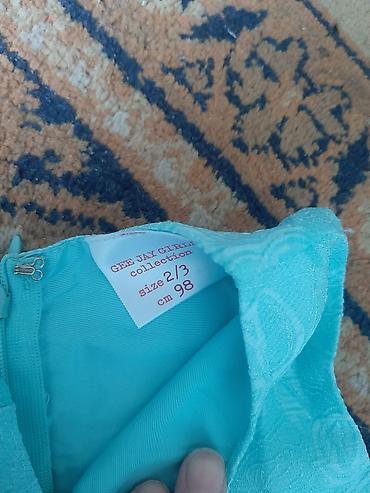 GEE JAY GIRLS
collection
size 2/3
cm 98